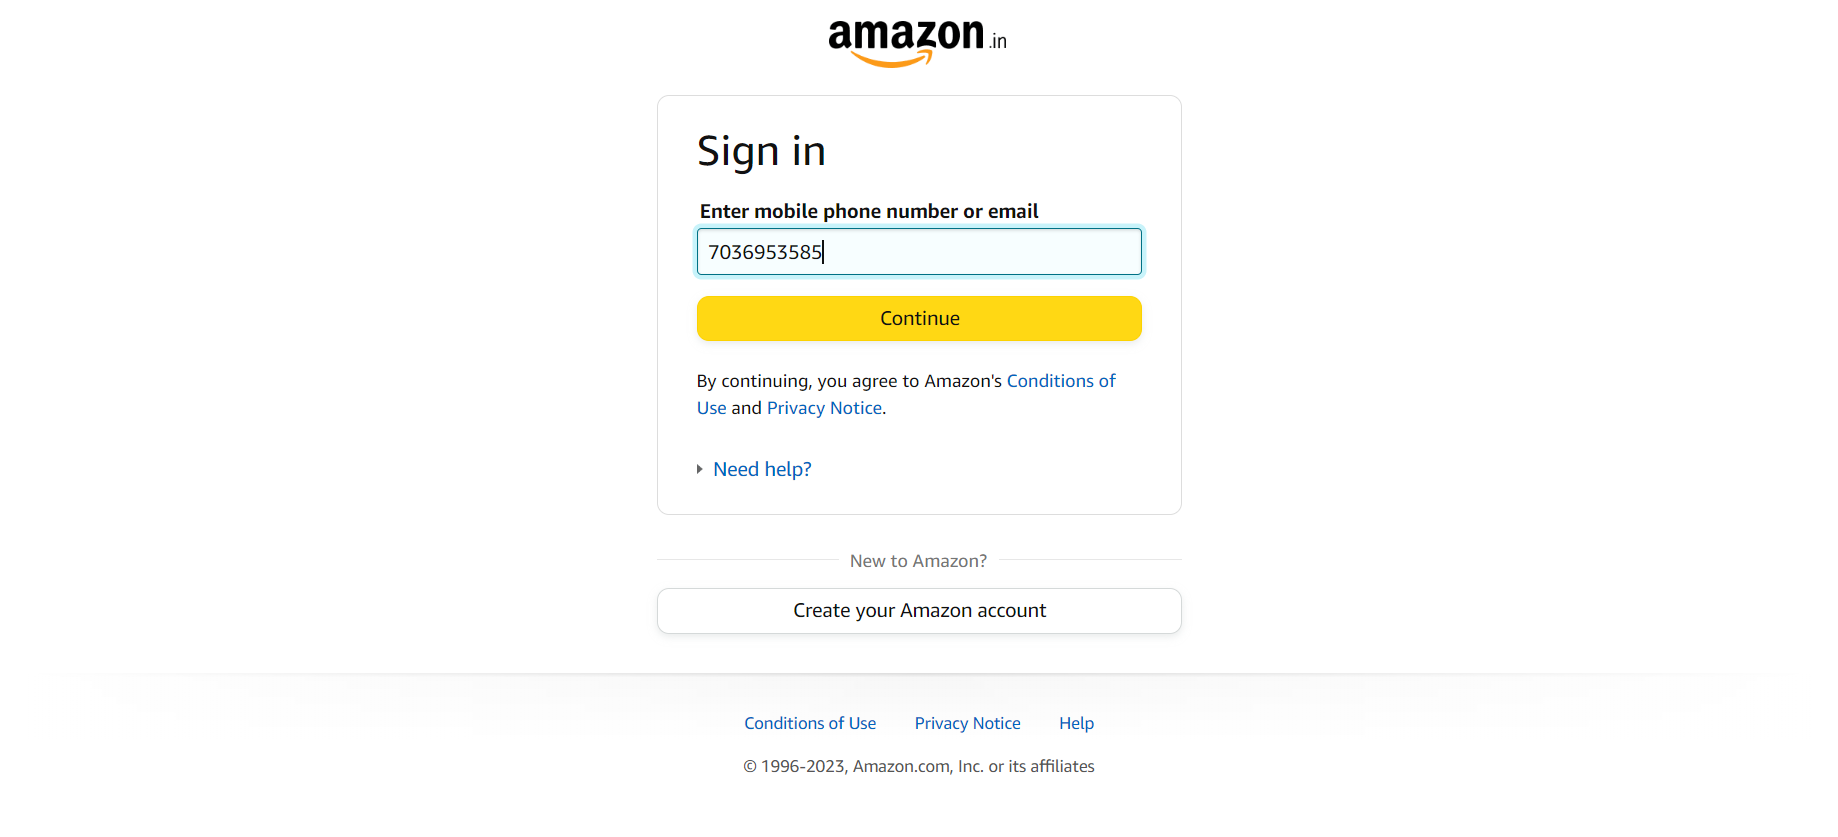 amazon.in
Sign in
Enter mobile phone number or email
7036953585
Continue
By continuing, you agree to Amazon's Conditions of
Use and Privacy Notice.
Need help?
New to Amazon?
Create your Amazon account
Conditions of Use Privacy Notice Help
© 1996-2023, Amazon.com, Inc. or its affiliates